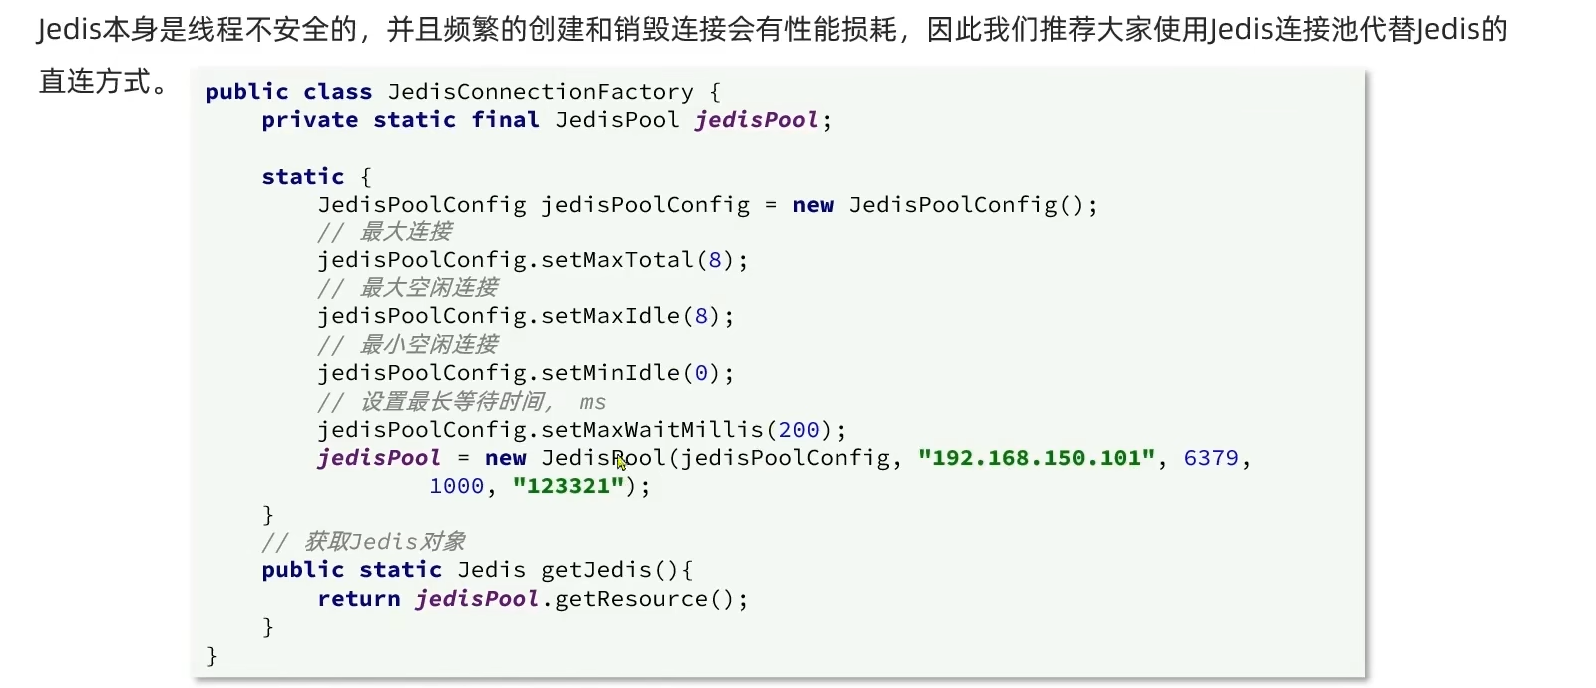 Jedis本身是线程不安全的，并且频繁的创建和销毁连接会有性能损耗，因此我们推荐大家使用Jedis连接池代替Jedis的
直连方式。
public class JedisConnectionFactory {
    private static final JedisPool jedisPool;

    static {
        JedisPoolConfig jedisPoolConfig = new JedisPoolConfig();
        // 最大连接
        jedisPoolConfig.setMaxTotal(8);
        // 最大空闲连接
        jedisPoolConfig.setMaxIdle(8);
        // 最小空闲连接
        jedisPoolConfig.setMinIdle(0);
        // 设置最长等待时间， ms
        jedisPoolConfig.setMaxWaitMillis(200);
        jedisPool = new JedisPool(jedisPoolConfig, "192.168.150.101", 6379,
                1000, "123321");
    }
    // 获取Jedis对象
    public static Jedis getJedis(){
        return jedisPool.getResource();
    }
}